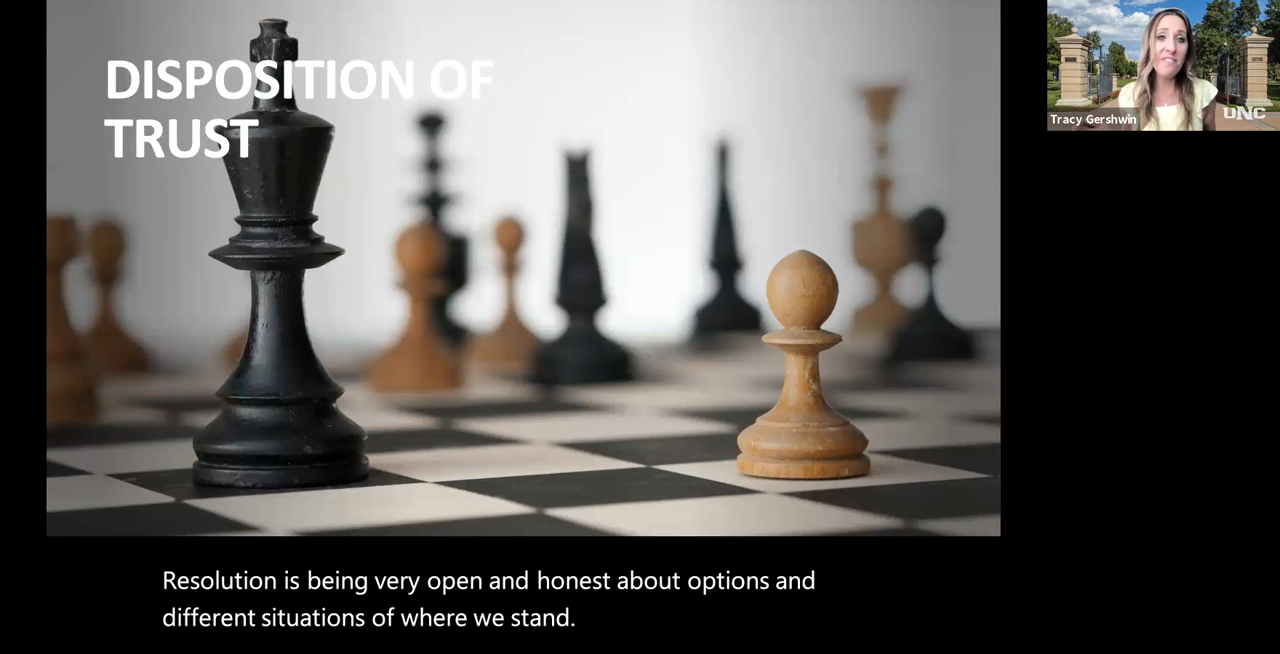 DISPOSITION OF
TRUST
Tracy Gershwin
UNC
Resolution is being very open and honest about options and
different situations of where we stand.